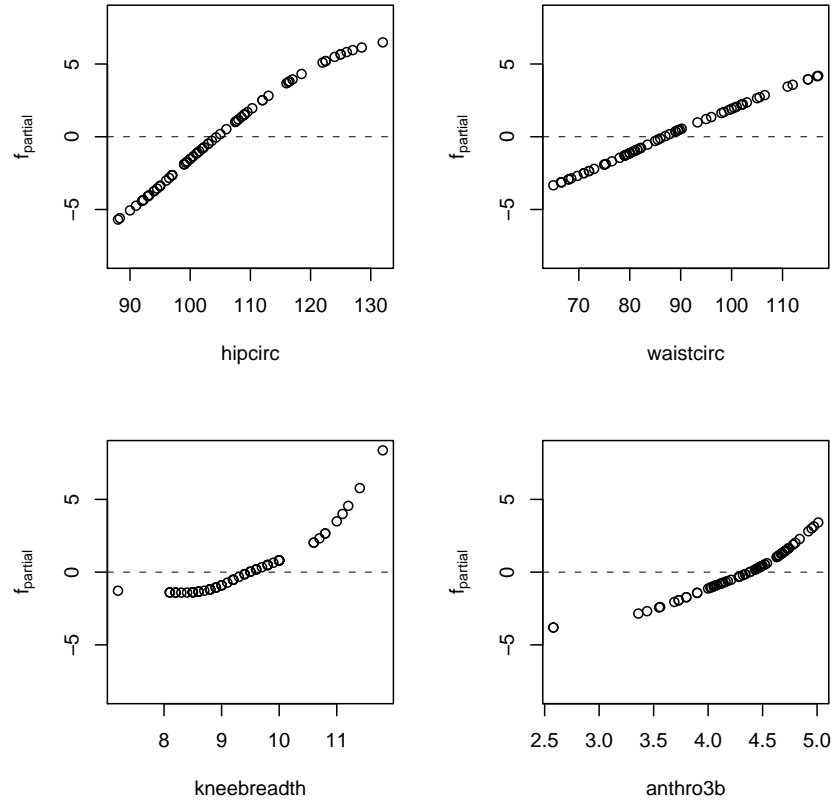 f_partial
5
0
−5
90 100 110 120 130
hipcirc
f_partial
5
0
−5
70 80 90 100 110
waistcirc
f_partial
5
0
−5
8 9 10 11
kneebreadth
f_partial
5
0
−5
2.5 3.0 3.5 4.0 4.5 5.0
anthro3b